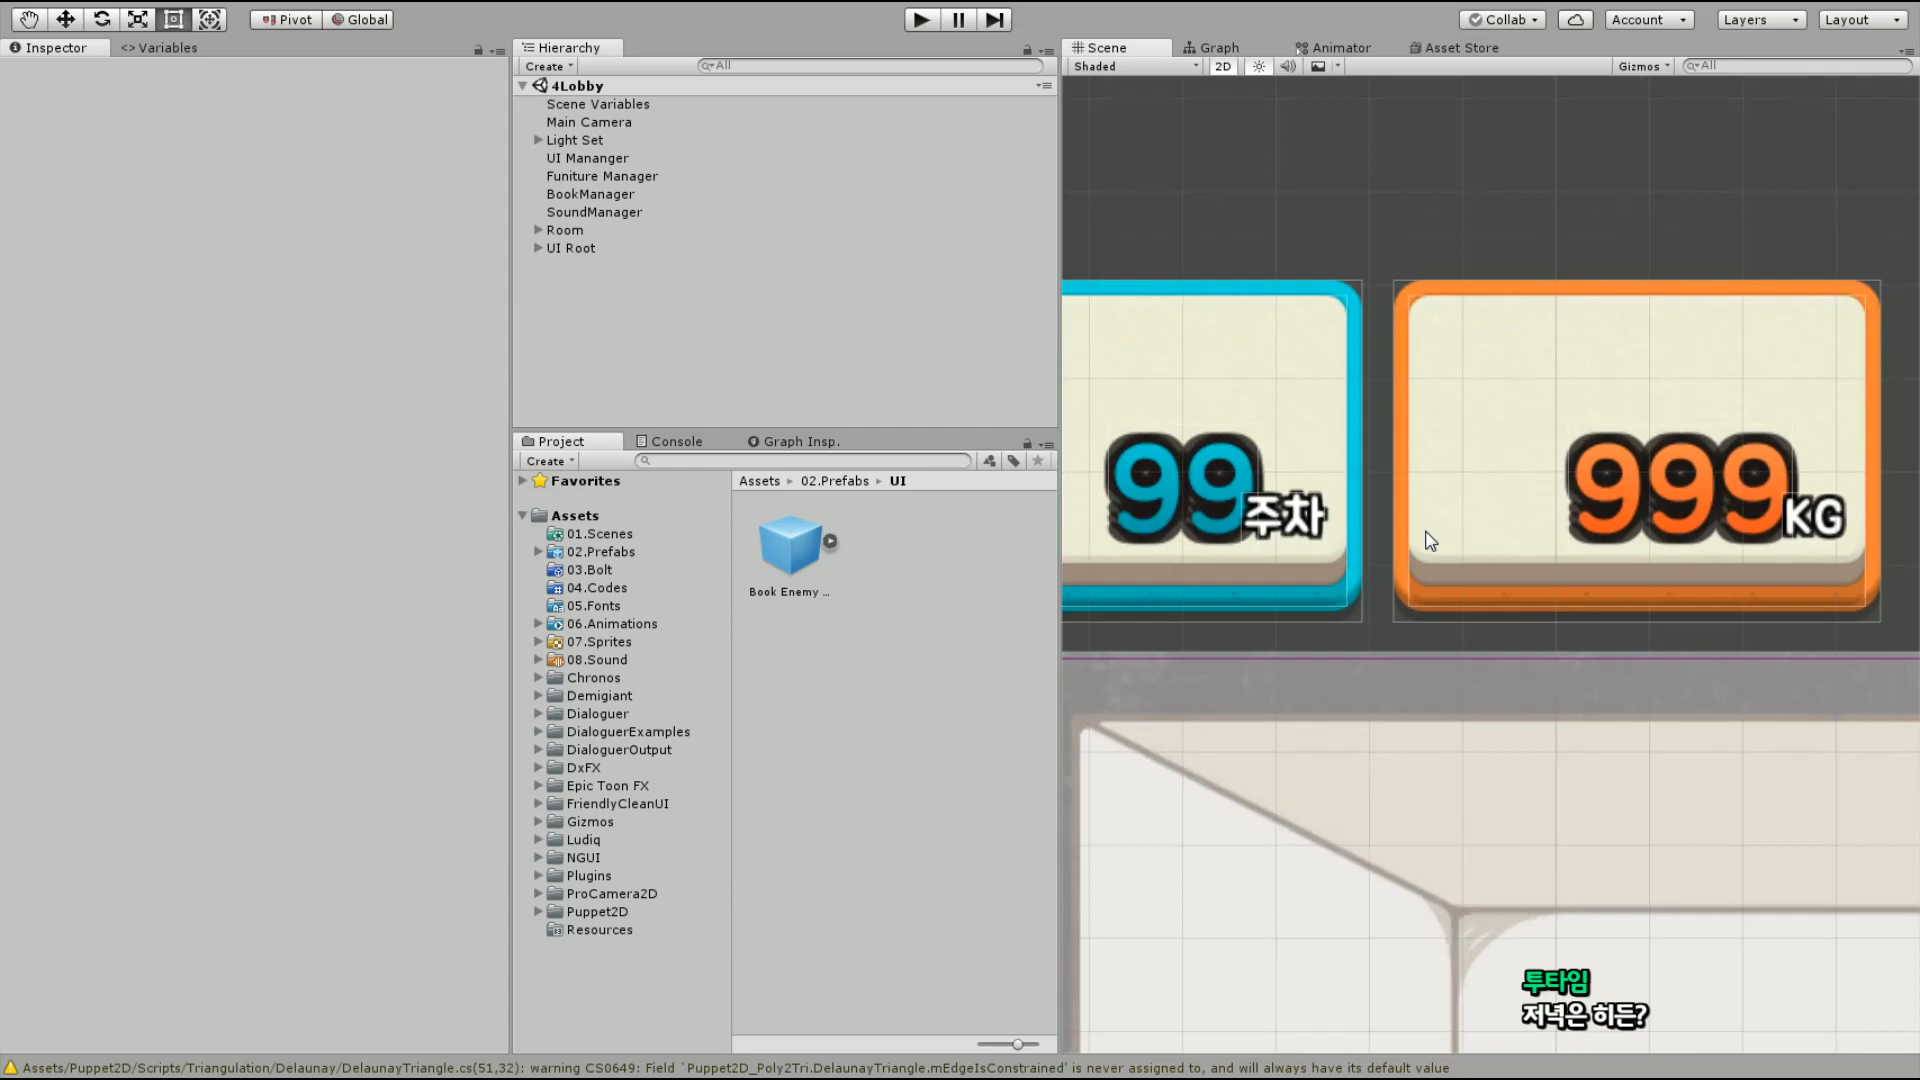 Pivot
Global
Collab
Account
Layers
Layout
Inspector
<> Variables
Hierarchy
Create
All
4Lobby
Scene Variables
Main Camera
Light Set
UI Mananger
Funiture Manager
BookManager
SoundManager
Room
UI Root
Project
Console
Graph Insp.
Create
Favorites
Assets
01.Scenes
02.Prefabs
03.Bolt
04.Codes
05.Fonts
06.Animations
07.Sprites
08.Sound
Chronos
Demigiant
Dialoguer
DialoguerExamples
DialoguerOutput
DxFX
Epic Toon FX
FriendlyCleanUI
Gizmos
Ludiq
NGUI
Plugins
ProCamera2D
Puppet2D
Resources
Assets
02.Prefabs
UI
Book Enemy ...
Scene
Graph
Animator
Asset Store
Shaded
2D
Gizmos
All
99주차
999KG
투타임
저녁은 히든?
Assets/Puppet2D/Scripts/Triangulation/Delaunay/DelaunayTriangle.cs(51,32): warning CS0649: Field `Puppet2D_Poly2Tri.DelaunayTriangle.mEdgeIsConstrained' is never assigned to, and will always have its default value